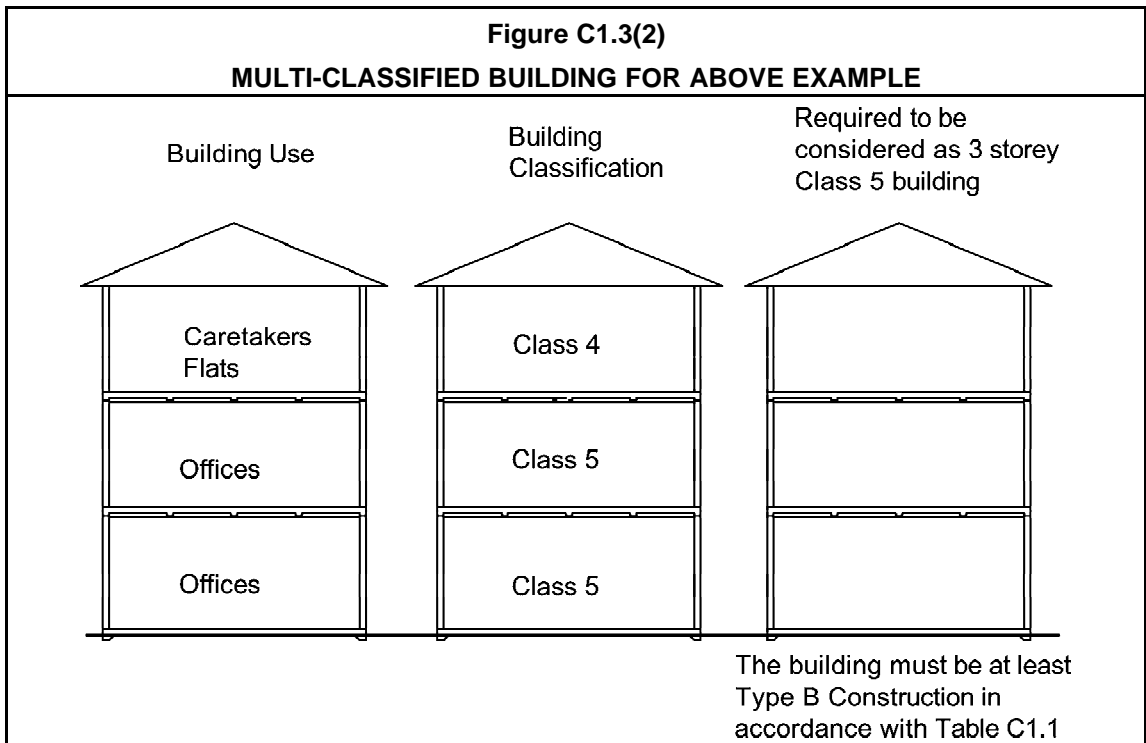 Figure C1.3(2)
MULTI-CLASSIFIED BUILDING FOR ABOVE EXAMPLE
Building Use
Building
Classification
Required to be
considered as 3 storey
Class 5 building
Caretakers
Flats
Class 4
Offices
Class 5
Offices
Class 5
The building must be at least
Type B Construction in
accordance with Table C1.1